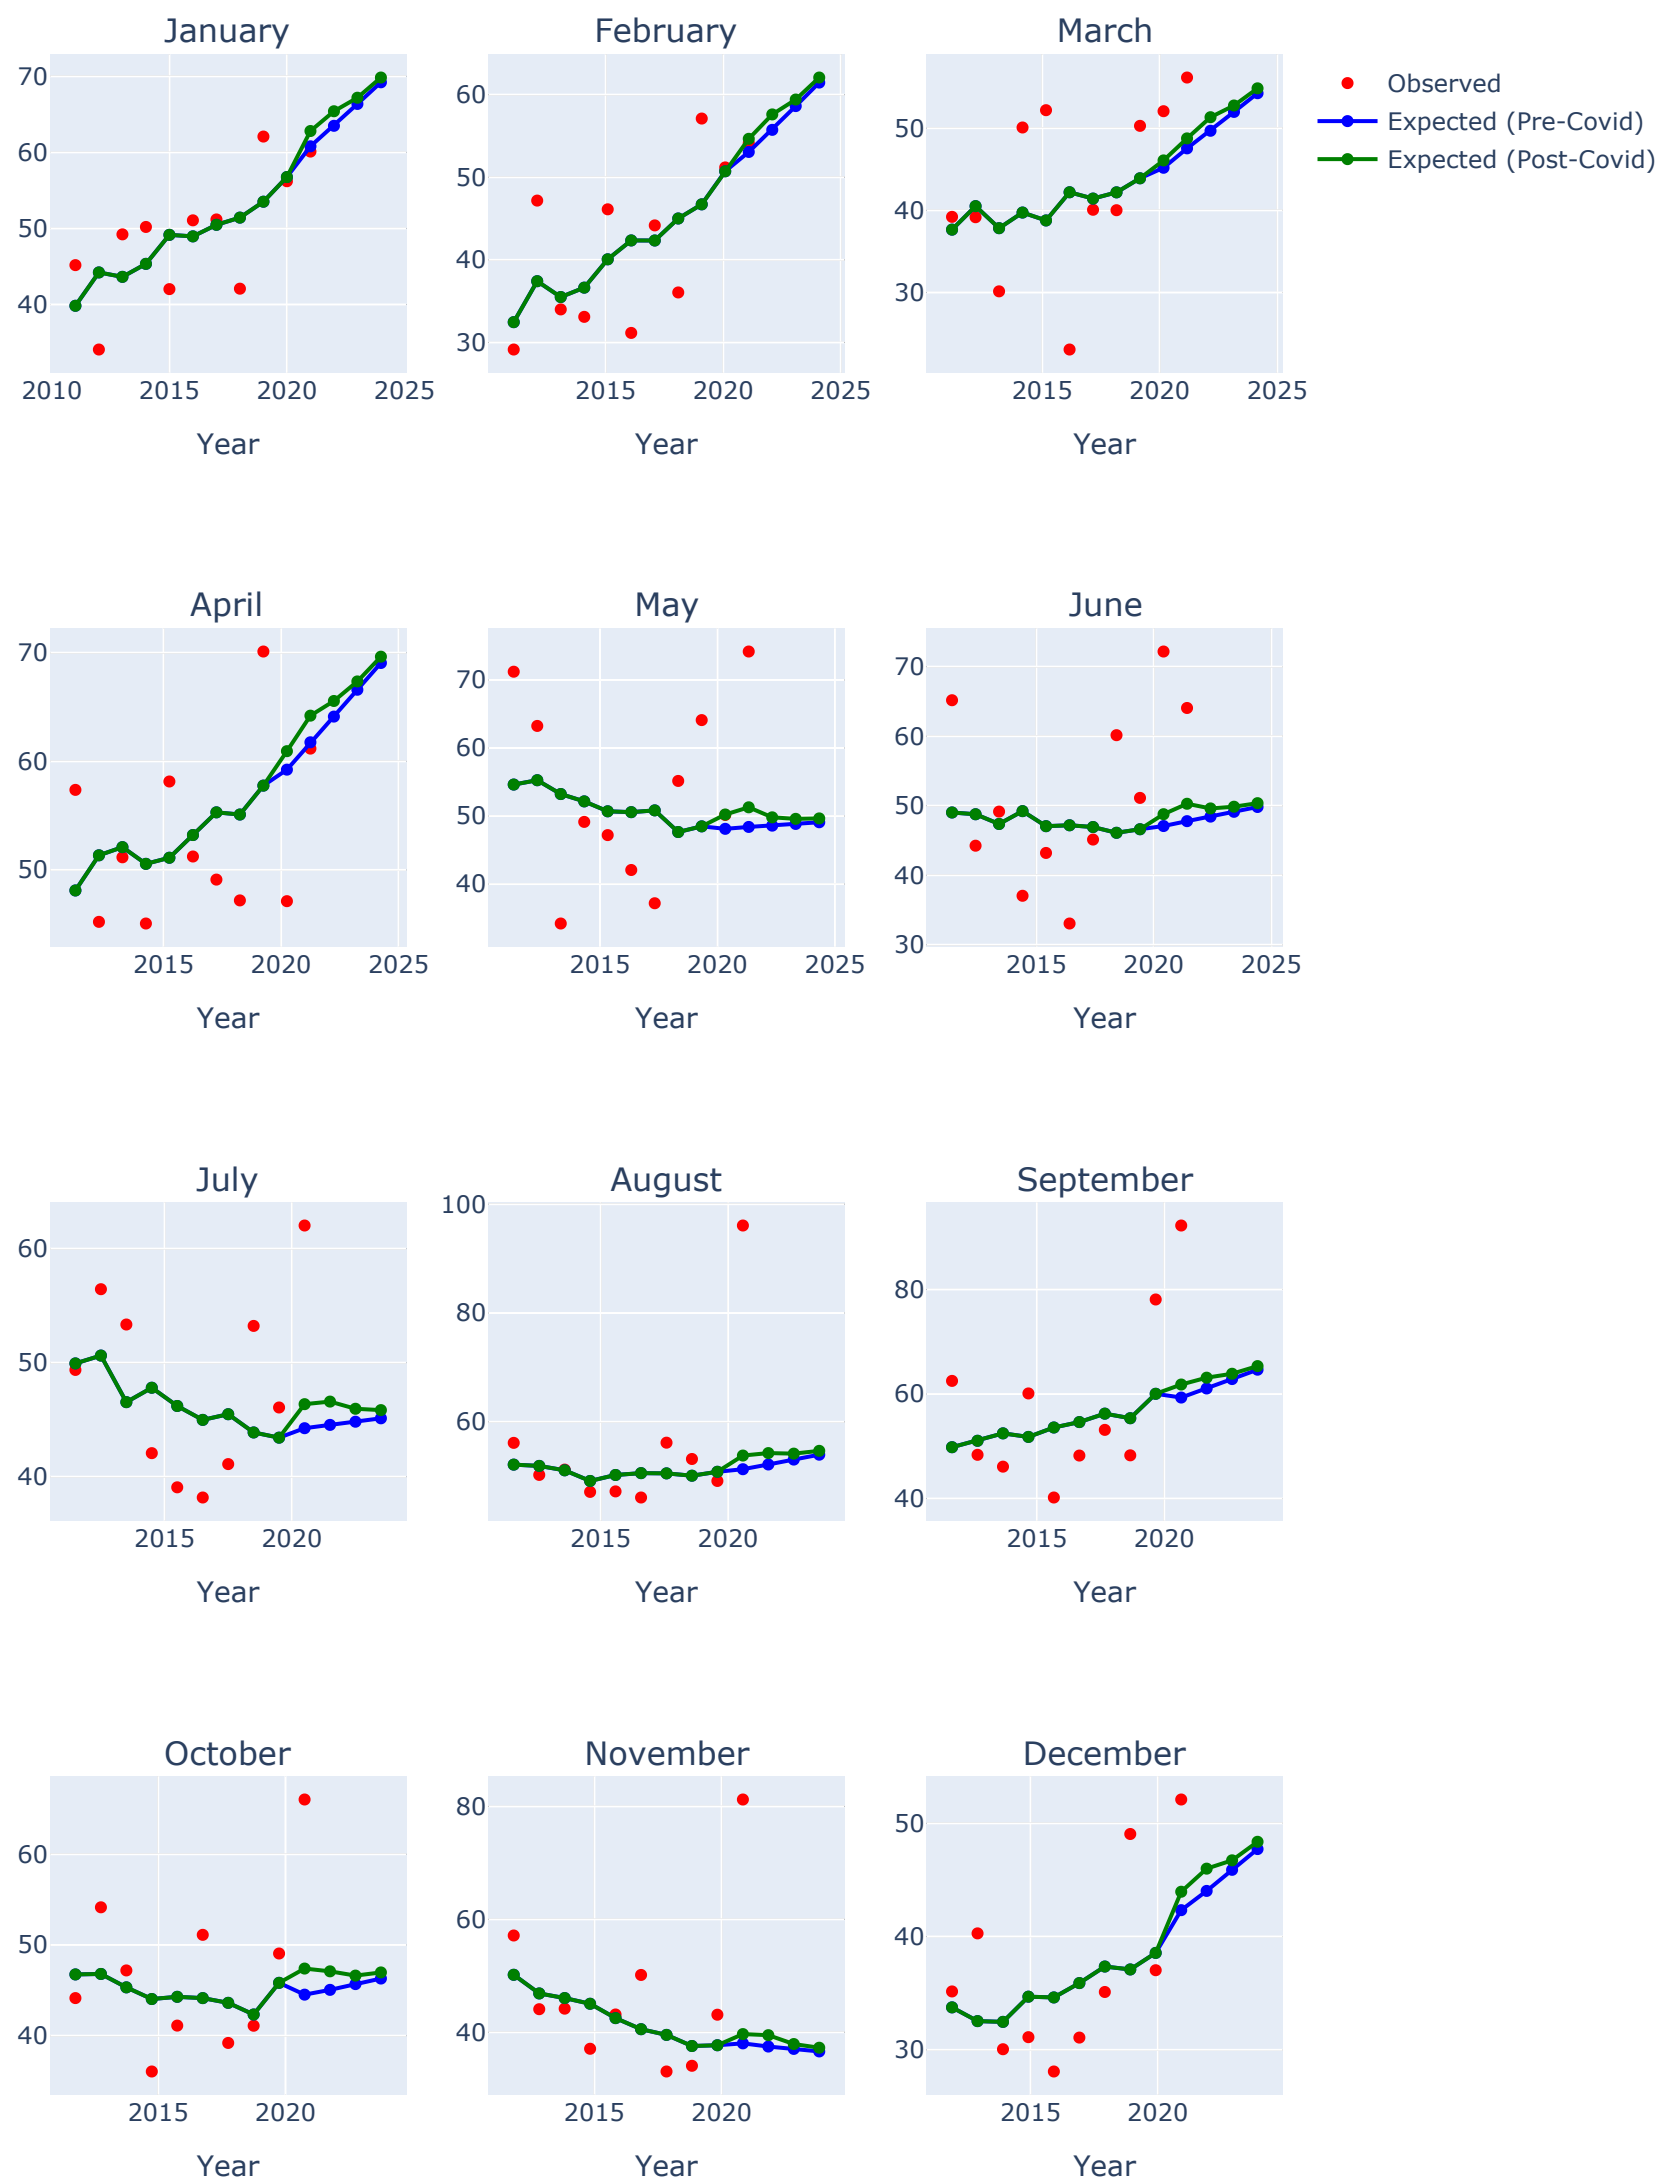 January
February
March
Observed
Expected (Pre-Covid)
Expected (Post-Covid)
70
60
50
40
60
50
40
30
50
40
30
2010 2015 2020 2025
2015 2020 2025
2015 2020 2025
Year
Year
Year
April
May
June
70
60
50
70
60
50
40
70
60
50
40
30
2015 2020 2025
2015 2020 2025
2015 2020 2025
Year
Year
Year
July
August
September
60
50
40
100
80
60
80
60
40
2015 2020
2015 2020
2015 2020
Year
Year
Year
October
November
December
60
50
40
80
60
40
50
40
30
2015 2020
2015 2020
2015 2020
Year
Year
Year